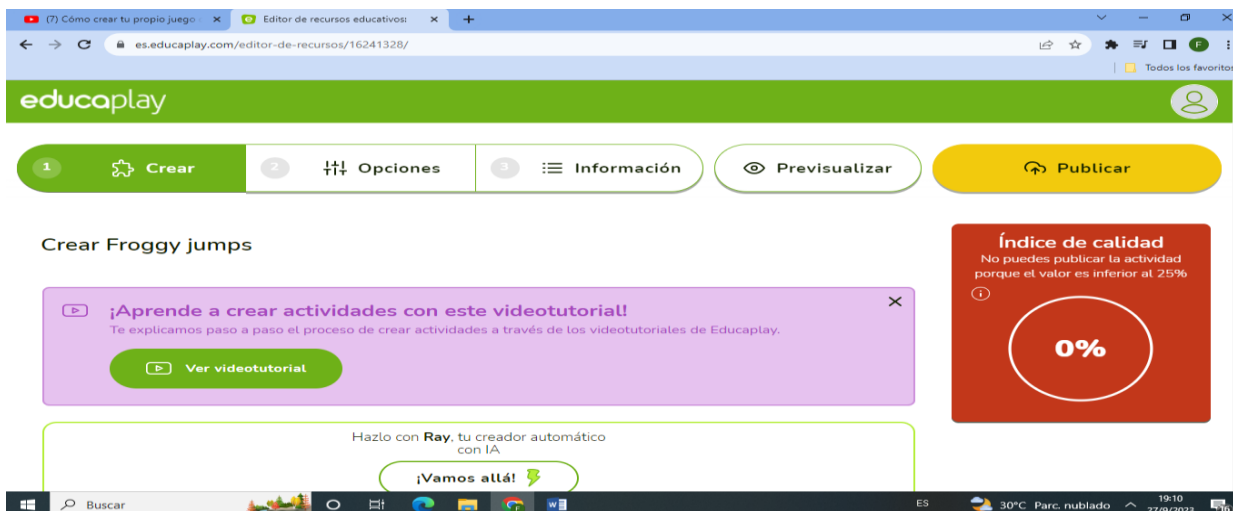 (7) Cómo crear tu propio juego
Editor de recursos educativos:
es.educaplay.com/editor-de-recursos/16241328/
F
Todos los favoritos
educaplay
1 Crear
2 Opciones
3 Información
Previsualizar
Publicar
Crear Froggy jumps
¡Aprende a crear actividades con este videotutorial!
Te explicamos paso a paso el proceso de crear actividades a través de los videotutoriales de Educaplay.
Ver videotutorial
Índice de calidad
No puedes publicar la actividad
porque el valor es inferior al 25%
0%
Hazlo con Ray, tu creador automático
con IA
¡Vamos allá!
Buscar
ES
30°C Parc. nublado
19:10
27/9/2023